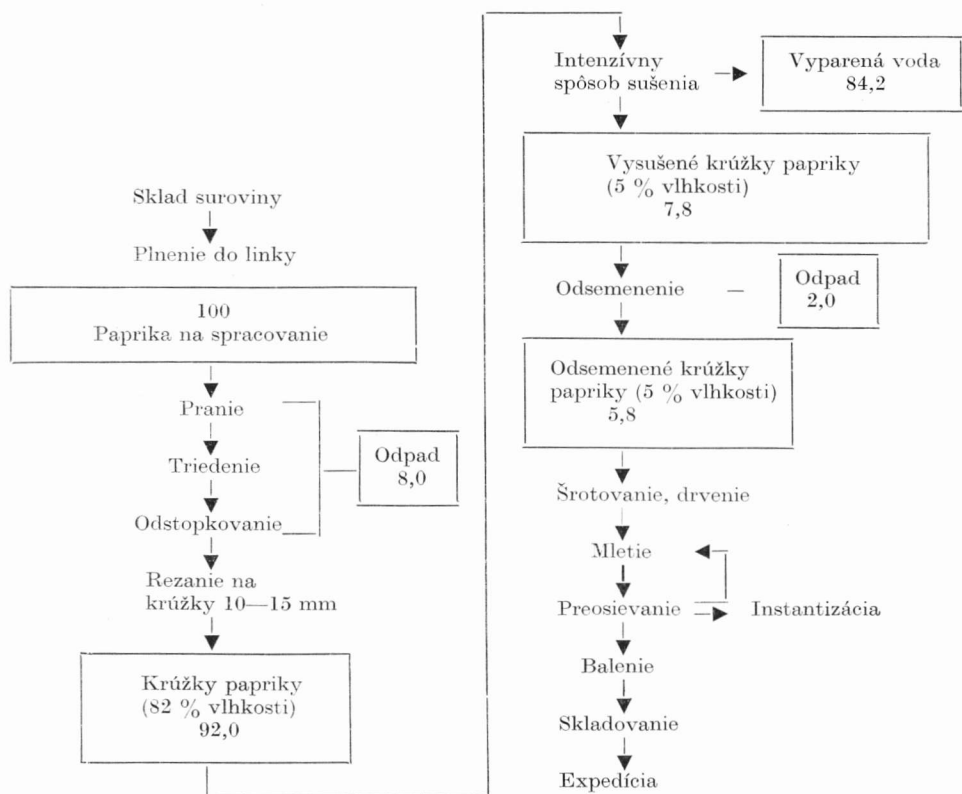 Sklad suroviny
Plnenie do linky
100
Paprika na spracovanie
Pranie
Triedenie
Odstopkovanie
Odpad
8,0
Rezanie na
krúžky 10—15 mm
Krúžky papriky
(82 % vlhkosti)
92,0
Intenzívny
spôsob sušenia
Vyparená voda
84,2
Vysušené krúžky papriky
(5 % vlhkosti)
7,8
Odsemenenie
Odpad
2,0
Odsemenené krúžky
papriky (5 % vlhkosti)
5,8
Šrotovanie, drvenie
Mletie
Preosievanie
Instantizácia
Balenie
Skladovanie
Expedícia